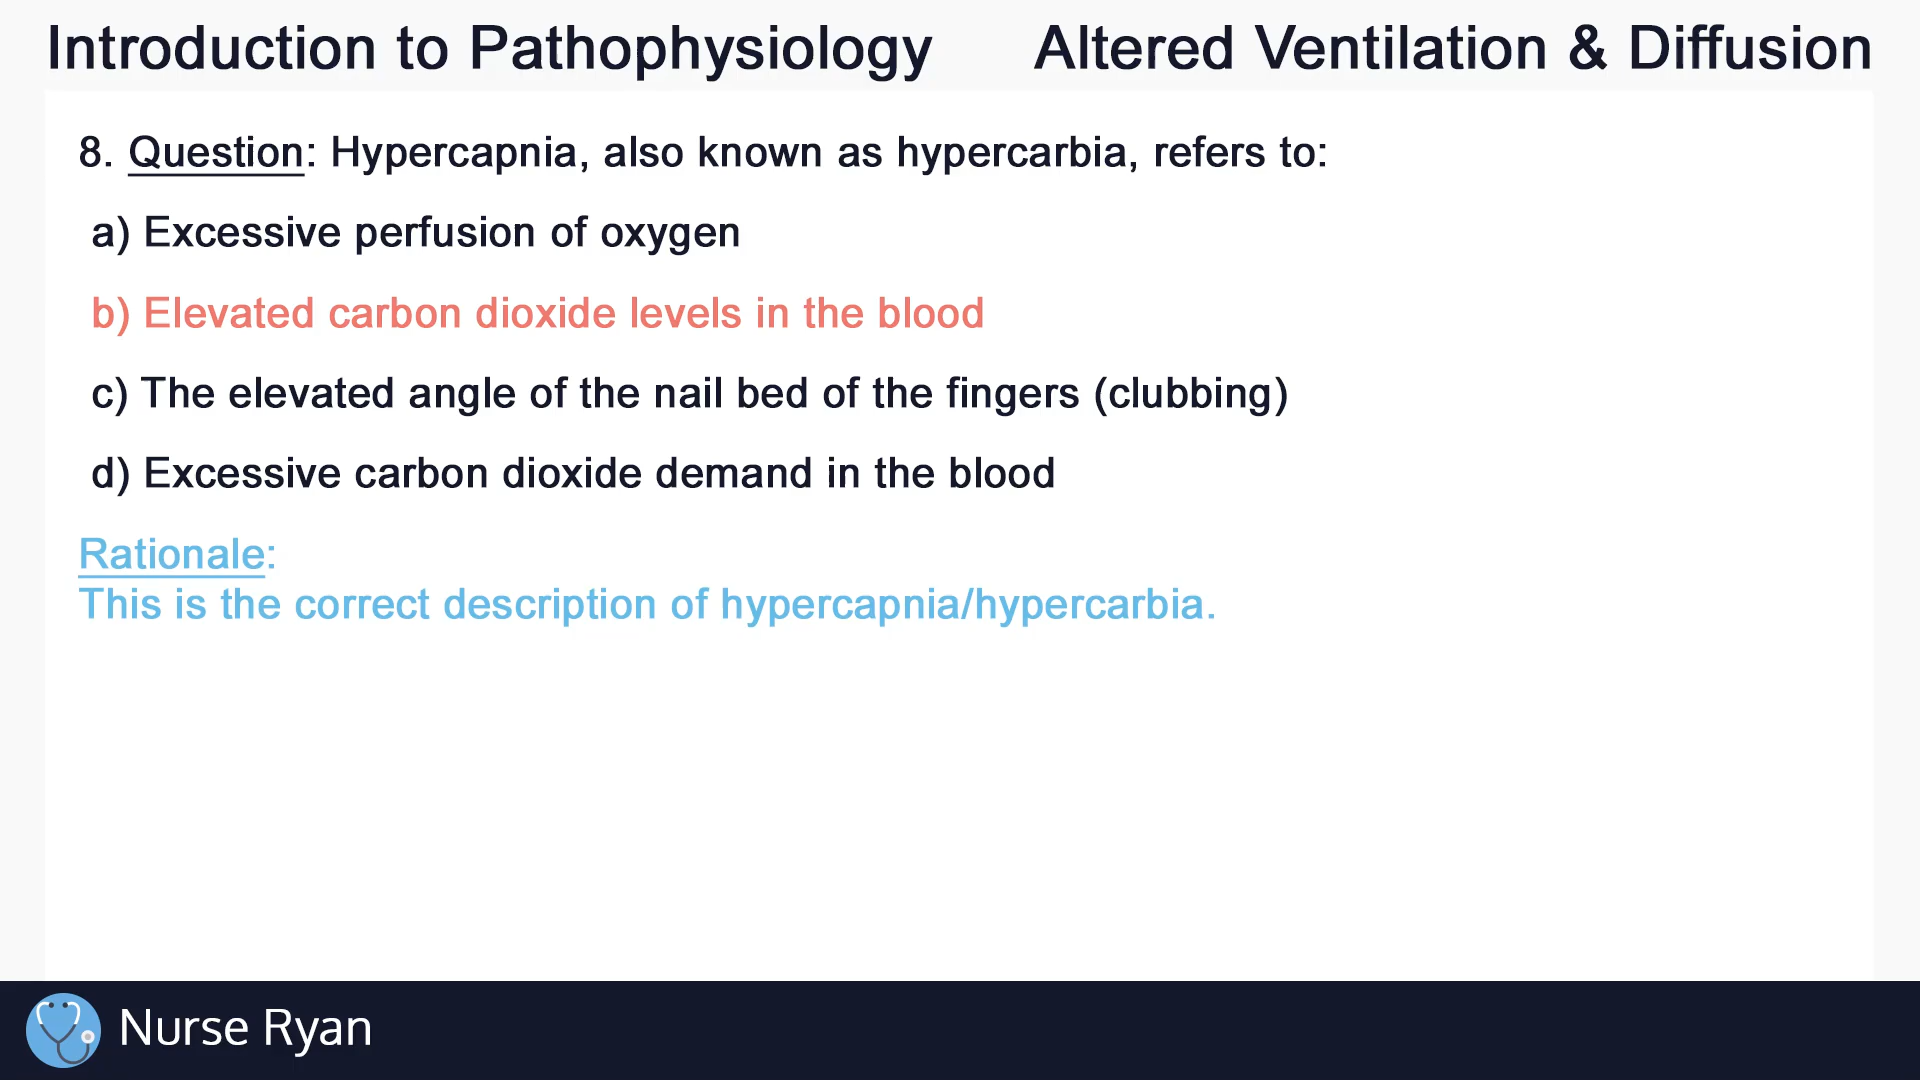 Introduction to Pathophysiology
Altered Ventilation & Diffusion
8. Question: Hypercapnia, also known as hypercarbia, refers to:
a) Excessive perfusion of oxygen
b) Elevated carbon dioxide levels in the blood
c) The elevated angle of the nail bed of the fingers (clubbing)
d) Excessive carbon dioxide demand in the blood
Rationale:
This is the correct description of hypercapnia/hypercarbia.
Nurse Ryan